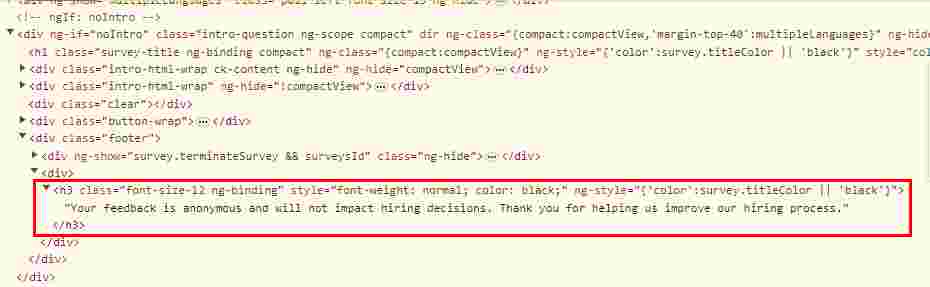 <!-- ngIf: noIntro -->
<div ng-if="noIntro" class="intro-question ng-scope compact" dir ng-class="{compact:compactView,'margin-top-40':multipleLanguages}" ng-hide
<h1 class="survey-title ng-binding compact" ng-class="{compact:compactView}" ng-style="{'color':survey.titleColor || 'black'}" style="col
<div class="intro-html-wrap ck-content ng-hide" ng-hide="compactView">…</div>
<div class="intro-html-wrap" ng-hide="!compactView">…</div>
<div class="clear"></div>
<div class="button-wrap">…</div>
<div class="footer">
<div ng-show="survey.terminateSurvey && surveysId" class="ng-hide">…</div>
<div>
<h3 class="font-size-12 ng-binding" style="font-weight: normal; color: black;" ng-style="{'color':survey.titleColor || 'black'}">
"Your feedback is anonymous and will not impact hiring decisions. Thank you for helping us improve our hiring process."
</h3>
</div>
</div>
</div>